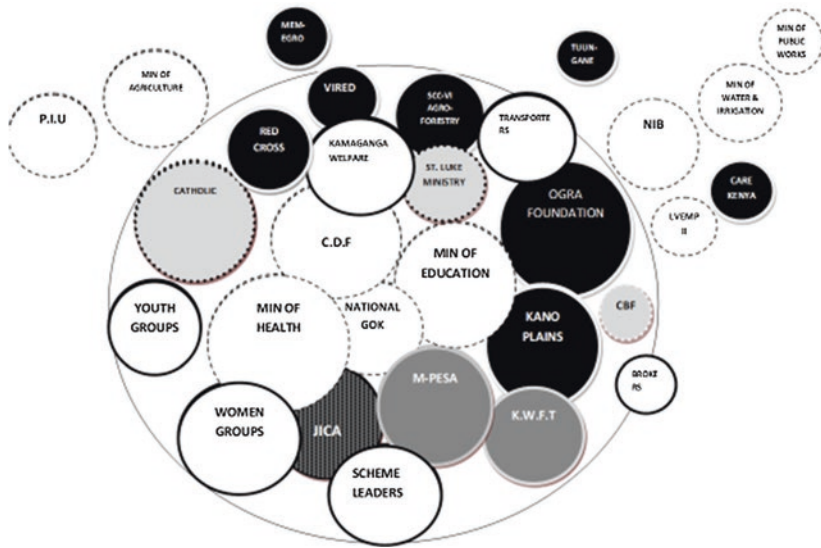 MEM-
EGRO
MIN OF
PUBLIC
WORKS
TUUN-
GANE
MIN OF
AGRICULTURE
MIN OF
WATER &
IRRIGATION
P.I.U
VIRED
SCC-VI
AGRO-
FORESTRY
TRANSPORTE
RS
NIB
RED
CROSS
KAMAGANGA
WELFARE
ST. LUKE
MINISTRY
CATHOLIC
OGRA
FOUNDATION
CARE
KENYA
LVEMP
II
C.D.F
MIN OF
EDUCATION
YOUTH
GROUPS
MIN OF
HEALTH
NATIONAL
GOK
KANO
PLAINS
CBF
M-PESA
BROKE
RS
WOMEN
GROUPS
JICA
K.W.F.T
SCHEME
LEADERS